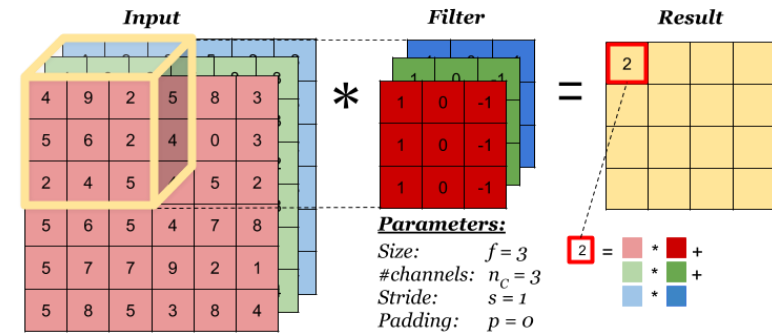 Input Filter Result
4 9 2 5 8 3
5 6 2 4 0 3
2 4 5 5 2
5 6 5 4 7 8
5 7 7 9 2 1
5 8 5 3 8 4
*
1 0 -1
1 0 -1
1 0 -1
1 0 -1
=
2
Parameters:
Size: f = 3
#channels: nC = 3
Stride: s = 1
Padding: p = 0
2 = * +
* +
*